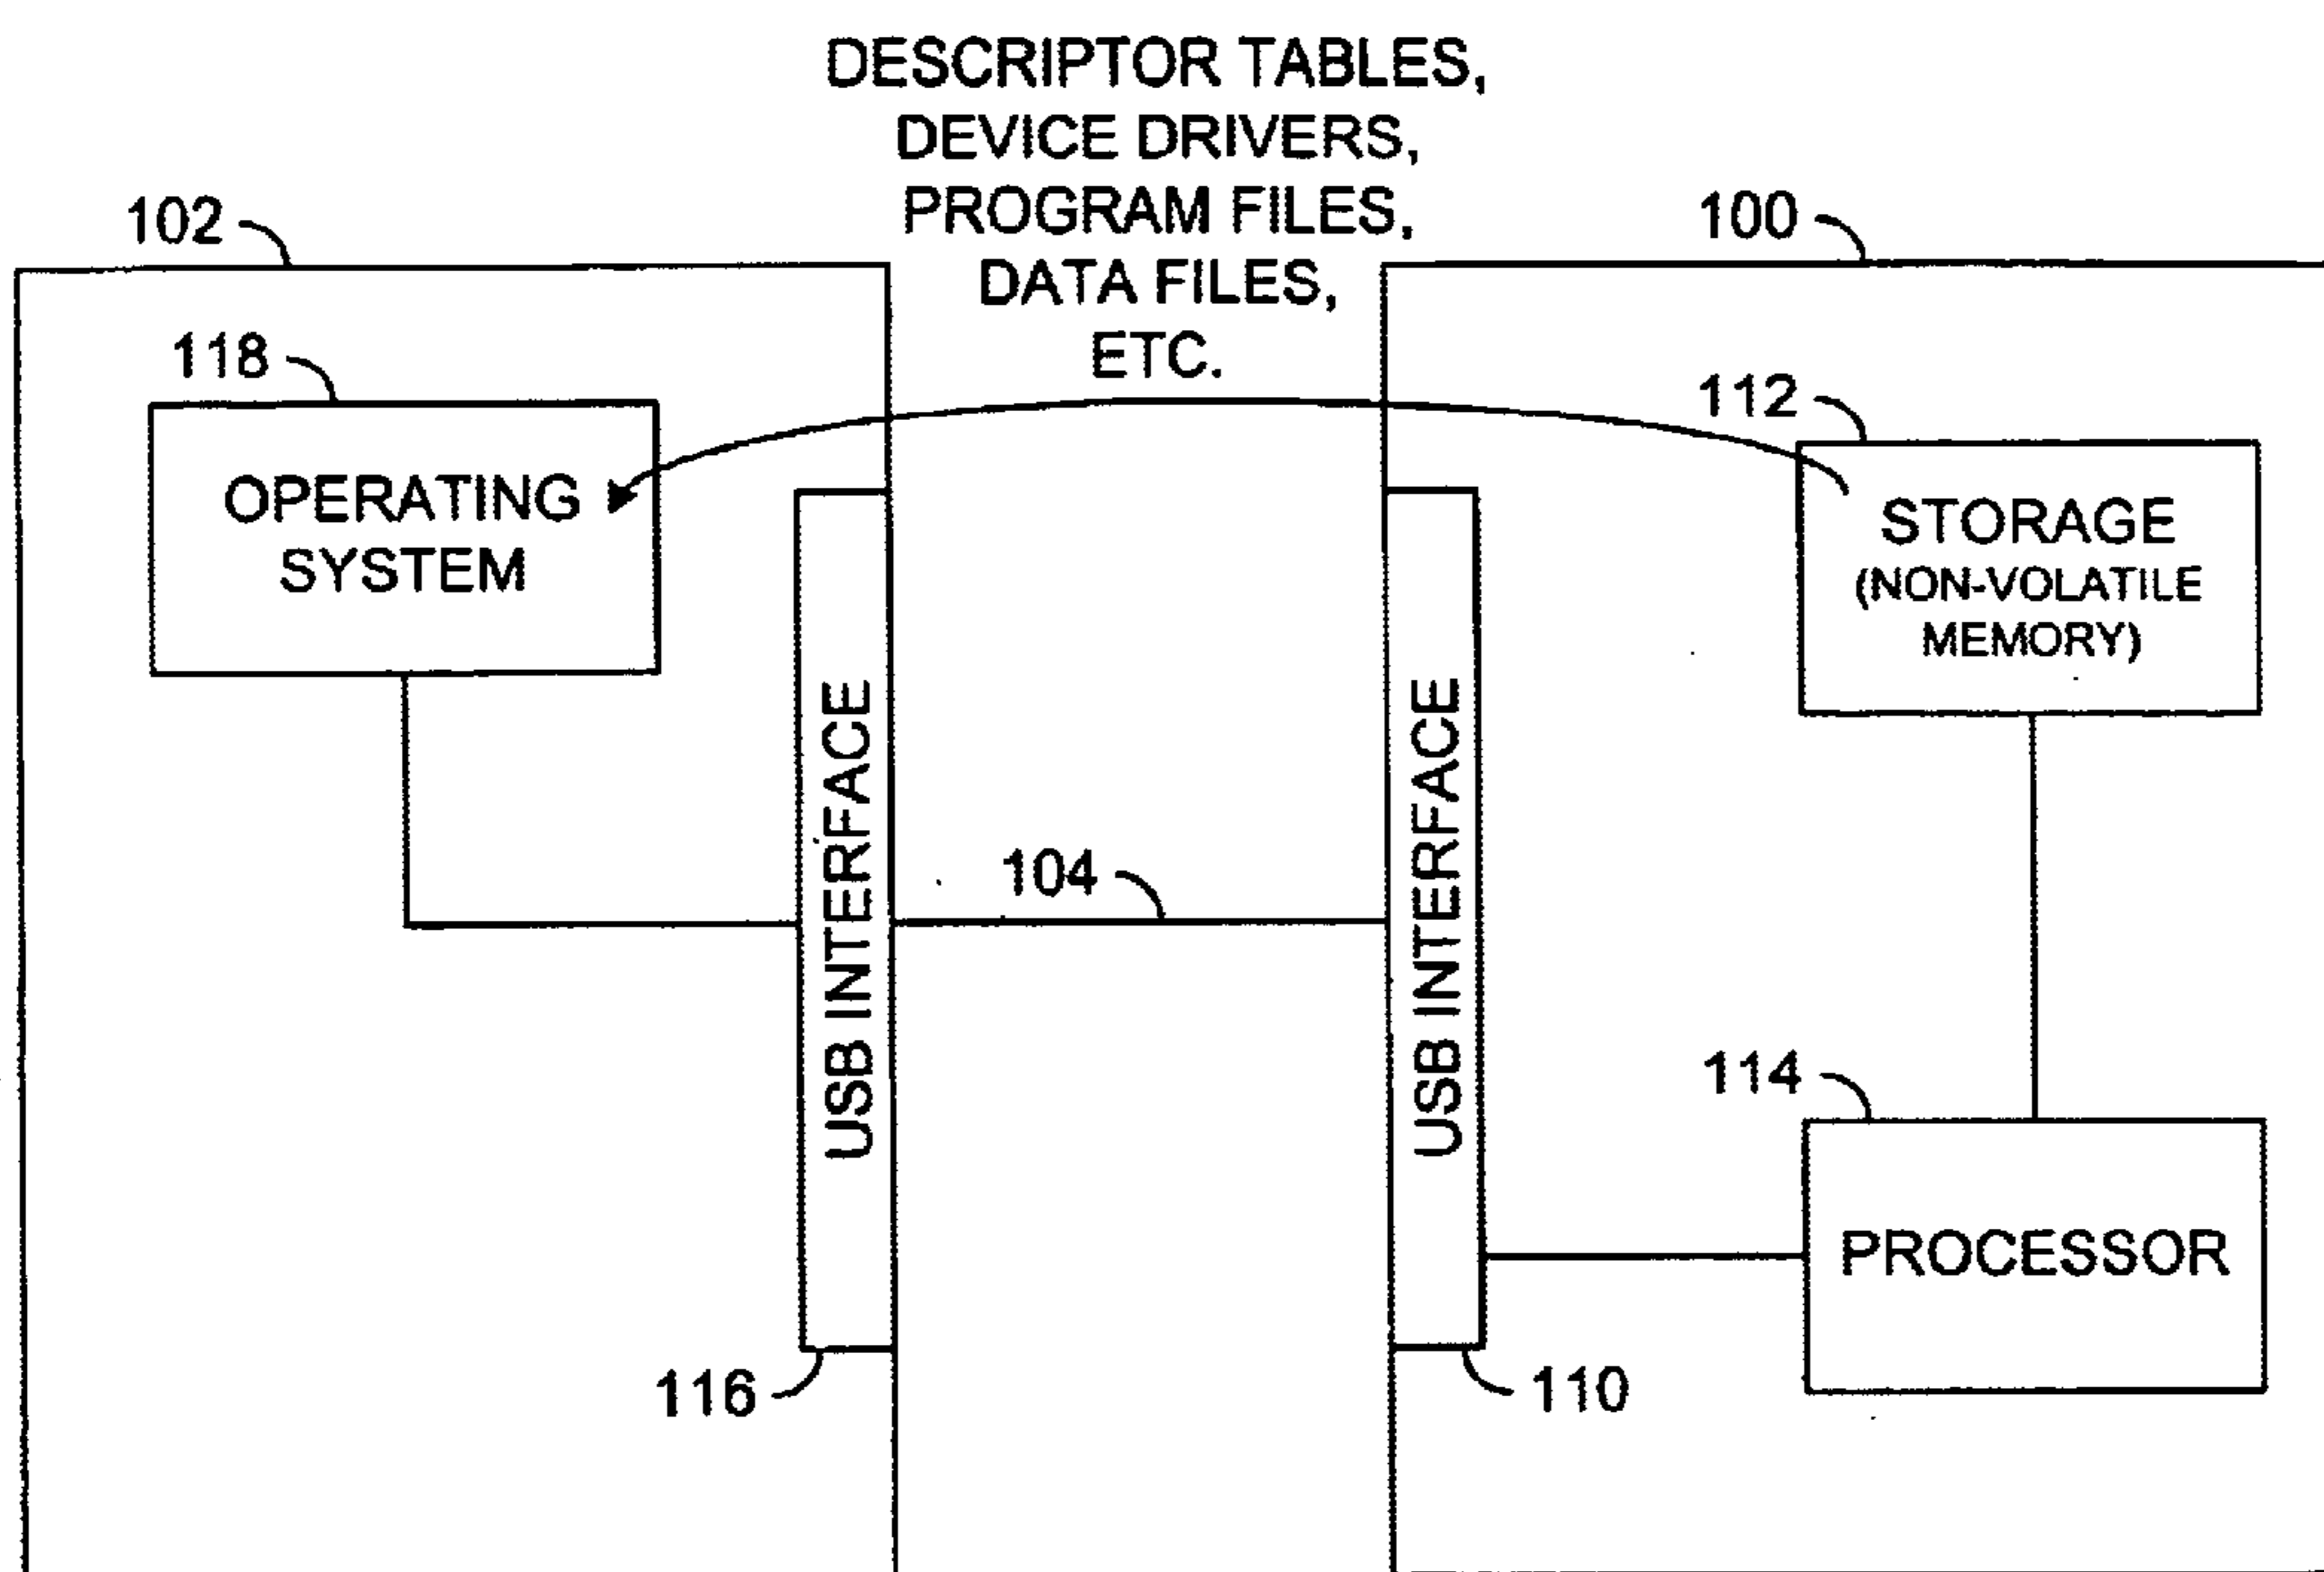 DESCRIPTOR TABLES,
DEVICE DRIVERS,
PROGRAM FILES,
DATA FILES,
ETC.
102
100
118
112
OPERATING
SYSTEM
STORAGE
(NON-VOLATILE
MEMORY)
USB INTERFACE
104
USB INTERFACE
114
PROCESSOR
116
110